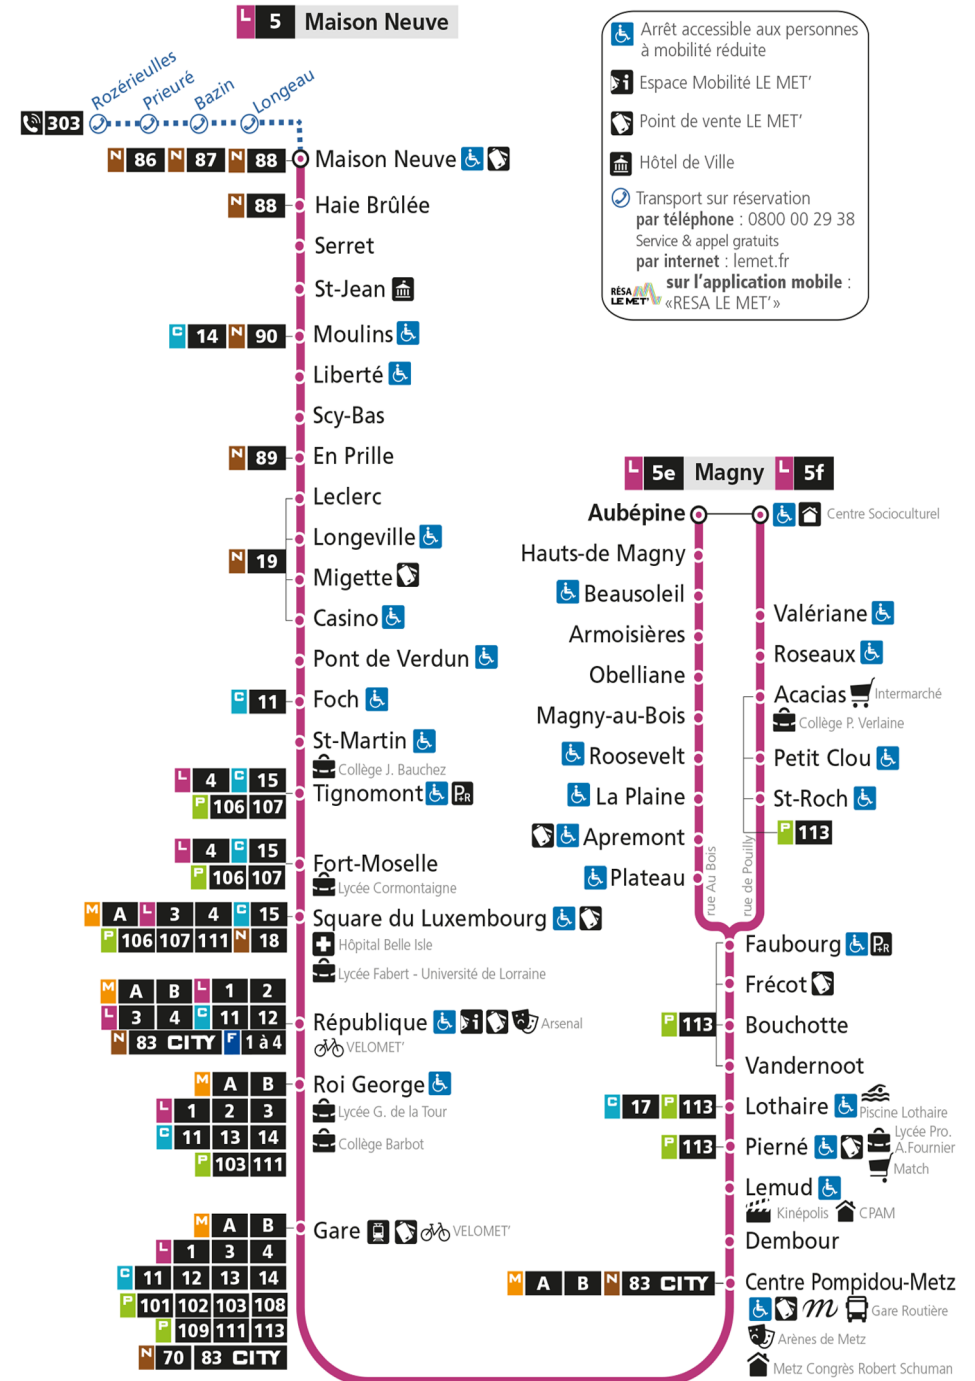 L 5 Maison Neuve
Arrêt accessible aux personnes
à mobilité réduite
Espace Mobilité LE MET'
Point de vente LE MET'
Hôtel de Ville
Transport sur réservation
par téléphone : 0800 00 29 38
Service & appel gratuits
par internet : lemet.fr
RÉSA LE MET' sur l'application mobile :
«RESA LE MET'»
Rozérieulles
Prieuré
Bazin
Longeau
303
N 86 N 87 N 88 Maison Neuve
N 88 Haie Brûlée
Serret
St-Jean
C 14 N 90 Moulins
Liberté
Scy-Bas
N 89 En Prille
Leclerc
Longeville
N 19
Migette
Casino
Pont de Verdun
C 11 Foch
St-Martin
Collège J. Bauchez
L 4 C 15
P 106 107
Tignomont P+R
L 4 C 15
P 106 107
Fort-Moselle
Lycée Cormontaigne
M A L 3 4 C 15
P 106 107 111 N 18
Square du Luxembourg
Hôpital Belle Isle
Lycée Fabert - Université de Lorraine
M A B L 1 2
L 3 4 C 11 12
N 83 CITY F 1 à 4
République Arsenal
VELOMET'
M A B
L 1 2 3
C 11 13 14
P 103 111
Roi George
Lycée G. de la Tour
Collège Barbot
M A B
L 1 3 4
C 11 12 13 14
P 101 102 103 108
P 109 111 113
N 70 83 CITY
Gare VELOMET'
L 5e Magny L 5f
Aubépine Centre Socioculturel
Hauts-de Magny
Beausoleil
Armoisières
Obelliane
Magny-au-Bois
Roosevelt
La Plaine
Apremont
Plateau
rue Au Bois
Valériane
Roseaux
Acacias Intermarché
Collège P. Verlaine
Petit Clou
St-Roch
P 113
rue de Pouilly
Faubourg P+R
Frécot
P 113 Bouchotte
Vandernoot
C 17 P 113 Lothaire Piscine Lothaire
P 113 Pierné Lycée Pro.
A.Fournier
Match
Lemud
Kinépolis CPAM
Dembour
M A B N 83 CITY Centre Pompidou-Metz
m Gare Routière
Arènes de Metz
Metz Congrès Robert Schuman